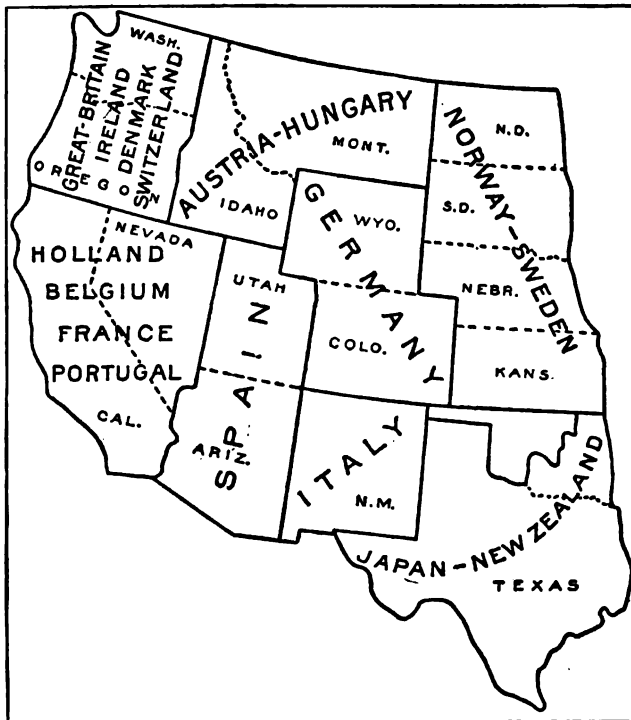 WASH.
GREAT-BRITAIN
IRELAND
DENMARK
SWITZERLAND
OREGON
AUSTRIA-HUNGARY
MONT.
IDAHO
NORWAY-SWEDEN
N.D.
S.D.
NEBR.
KANS.
GERMANY
WYO.
COLO.
NEVADA
HOLLAND
BELGIUM
FRANCE
PORTUGAL
CAL.
UTAH
SPAIN
ARIZ.
ITALY
N.M.
JAPAN-NEW ZEALAND
TEXAS